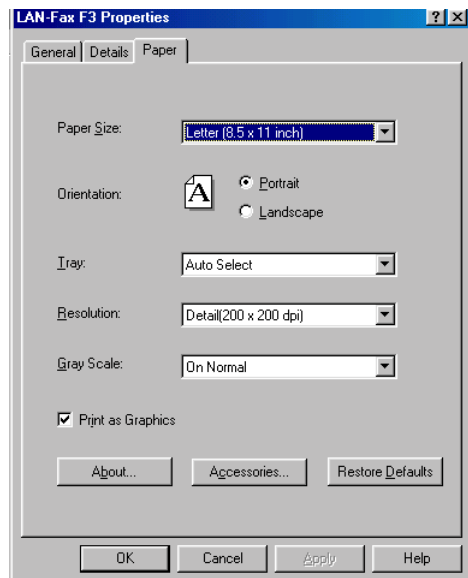 LAN-Fax F3 Properties
General Details Paper
Paper Size: Letter (8.5 x 11 inch)
Orientation: A Portrait
Landscape
Tray: Auto Select
Resolution: Detail(200 x 200 dpi)
Gray Scale: On Normal
Print as Graphics
About... Accessories... Restore Defaults
OK Cancel Apply Help